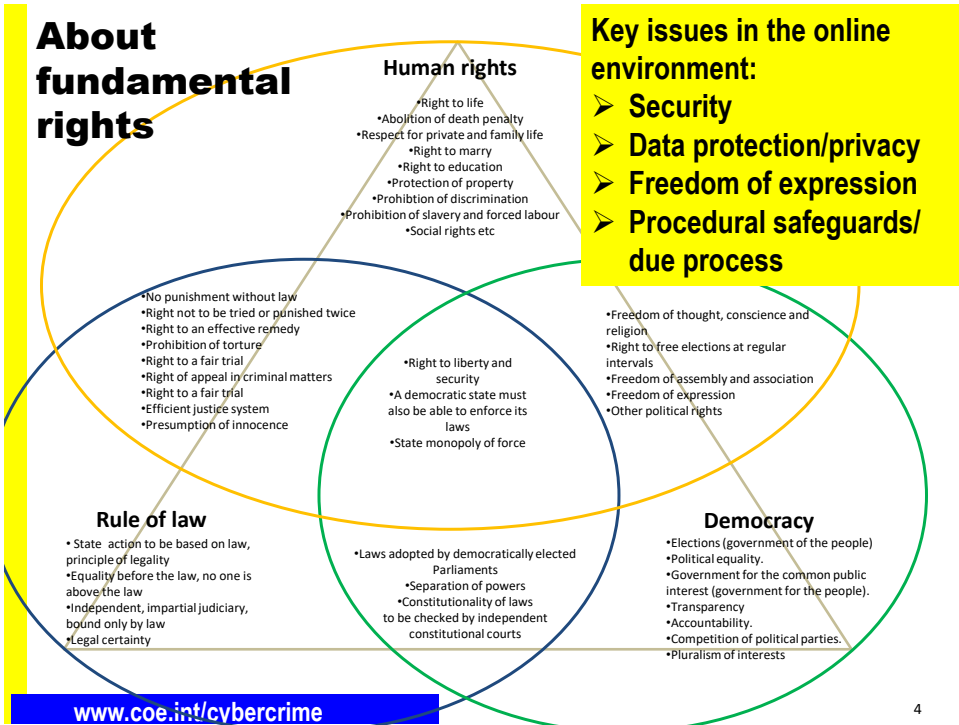 About
fundamental
rights
Key issues in the online
environment:
➢ Security
➢ Data protection/privacy
➢ Freedom of expression
➢ Procedural safeguards/
due process
Human rights
•Right to life
•Abolition of death penalty
•Respect for private and family life
•Right to marry
•Right to education
•Protection of property
•Prohibtion of discrimination
•Prohibition of slavery and forced labour
•Social rights etc
•No punishment without law
•Right not to be tried or punished twice
•Right to an effective remedy
•Prohibition of torture
•Right to a fair trial
•Right of appeal in criminal matters
•Right to a fair trial
•Efficient justice system
•Presumption of innocence
•Right to liberty and
security
•A democratic state must
also be able to enforce its
laws
•State monopoly of force
•Freedom of thought, conscience and
religion
•Right to free elections at regular
intervals
•Freedom of assembly and association
•Freedom of expression
•Other political rights
Rule of law
• State action to be based on law,
principle of legality
•Equality before the law, no one is
above the law
•Independent, impartial judiciary,
bound only by law
•Legal certainty
•Laws adopted by democratically elected
Parliaments
•Separation of powers
•Constitutionality of laws
to be checked by independent
constitutional courts
Democracy
•Elections (government of the people)
•Political equality.
•Government for the common public
interest (government for the people).
•Transparency
•Accountability.
•Competition of political parties.
•Pluralism of interests
www.coe.int/cybercrime
4